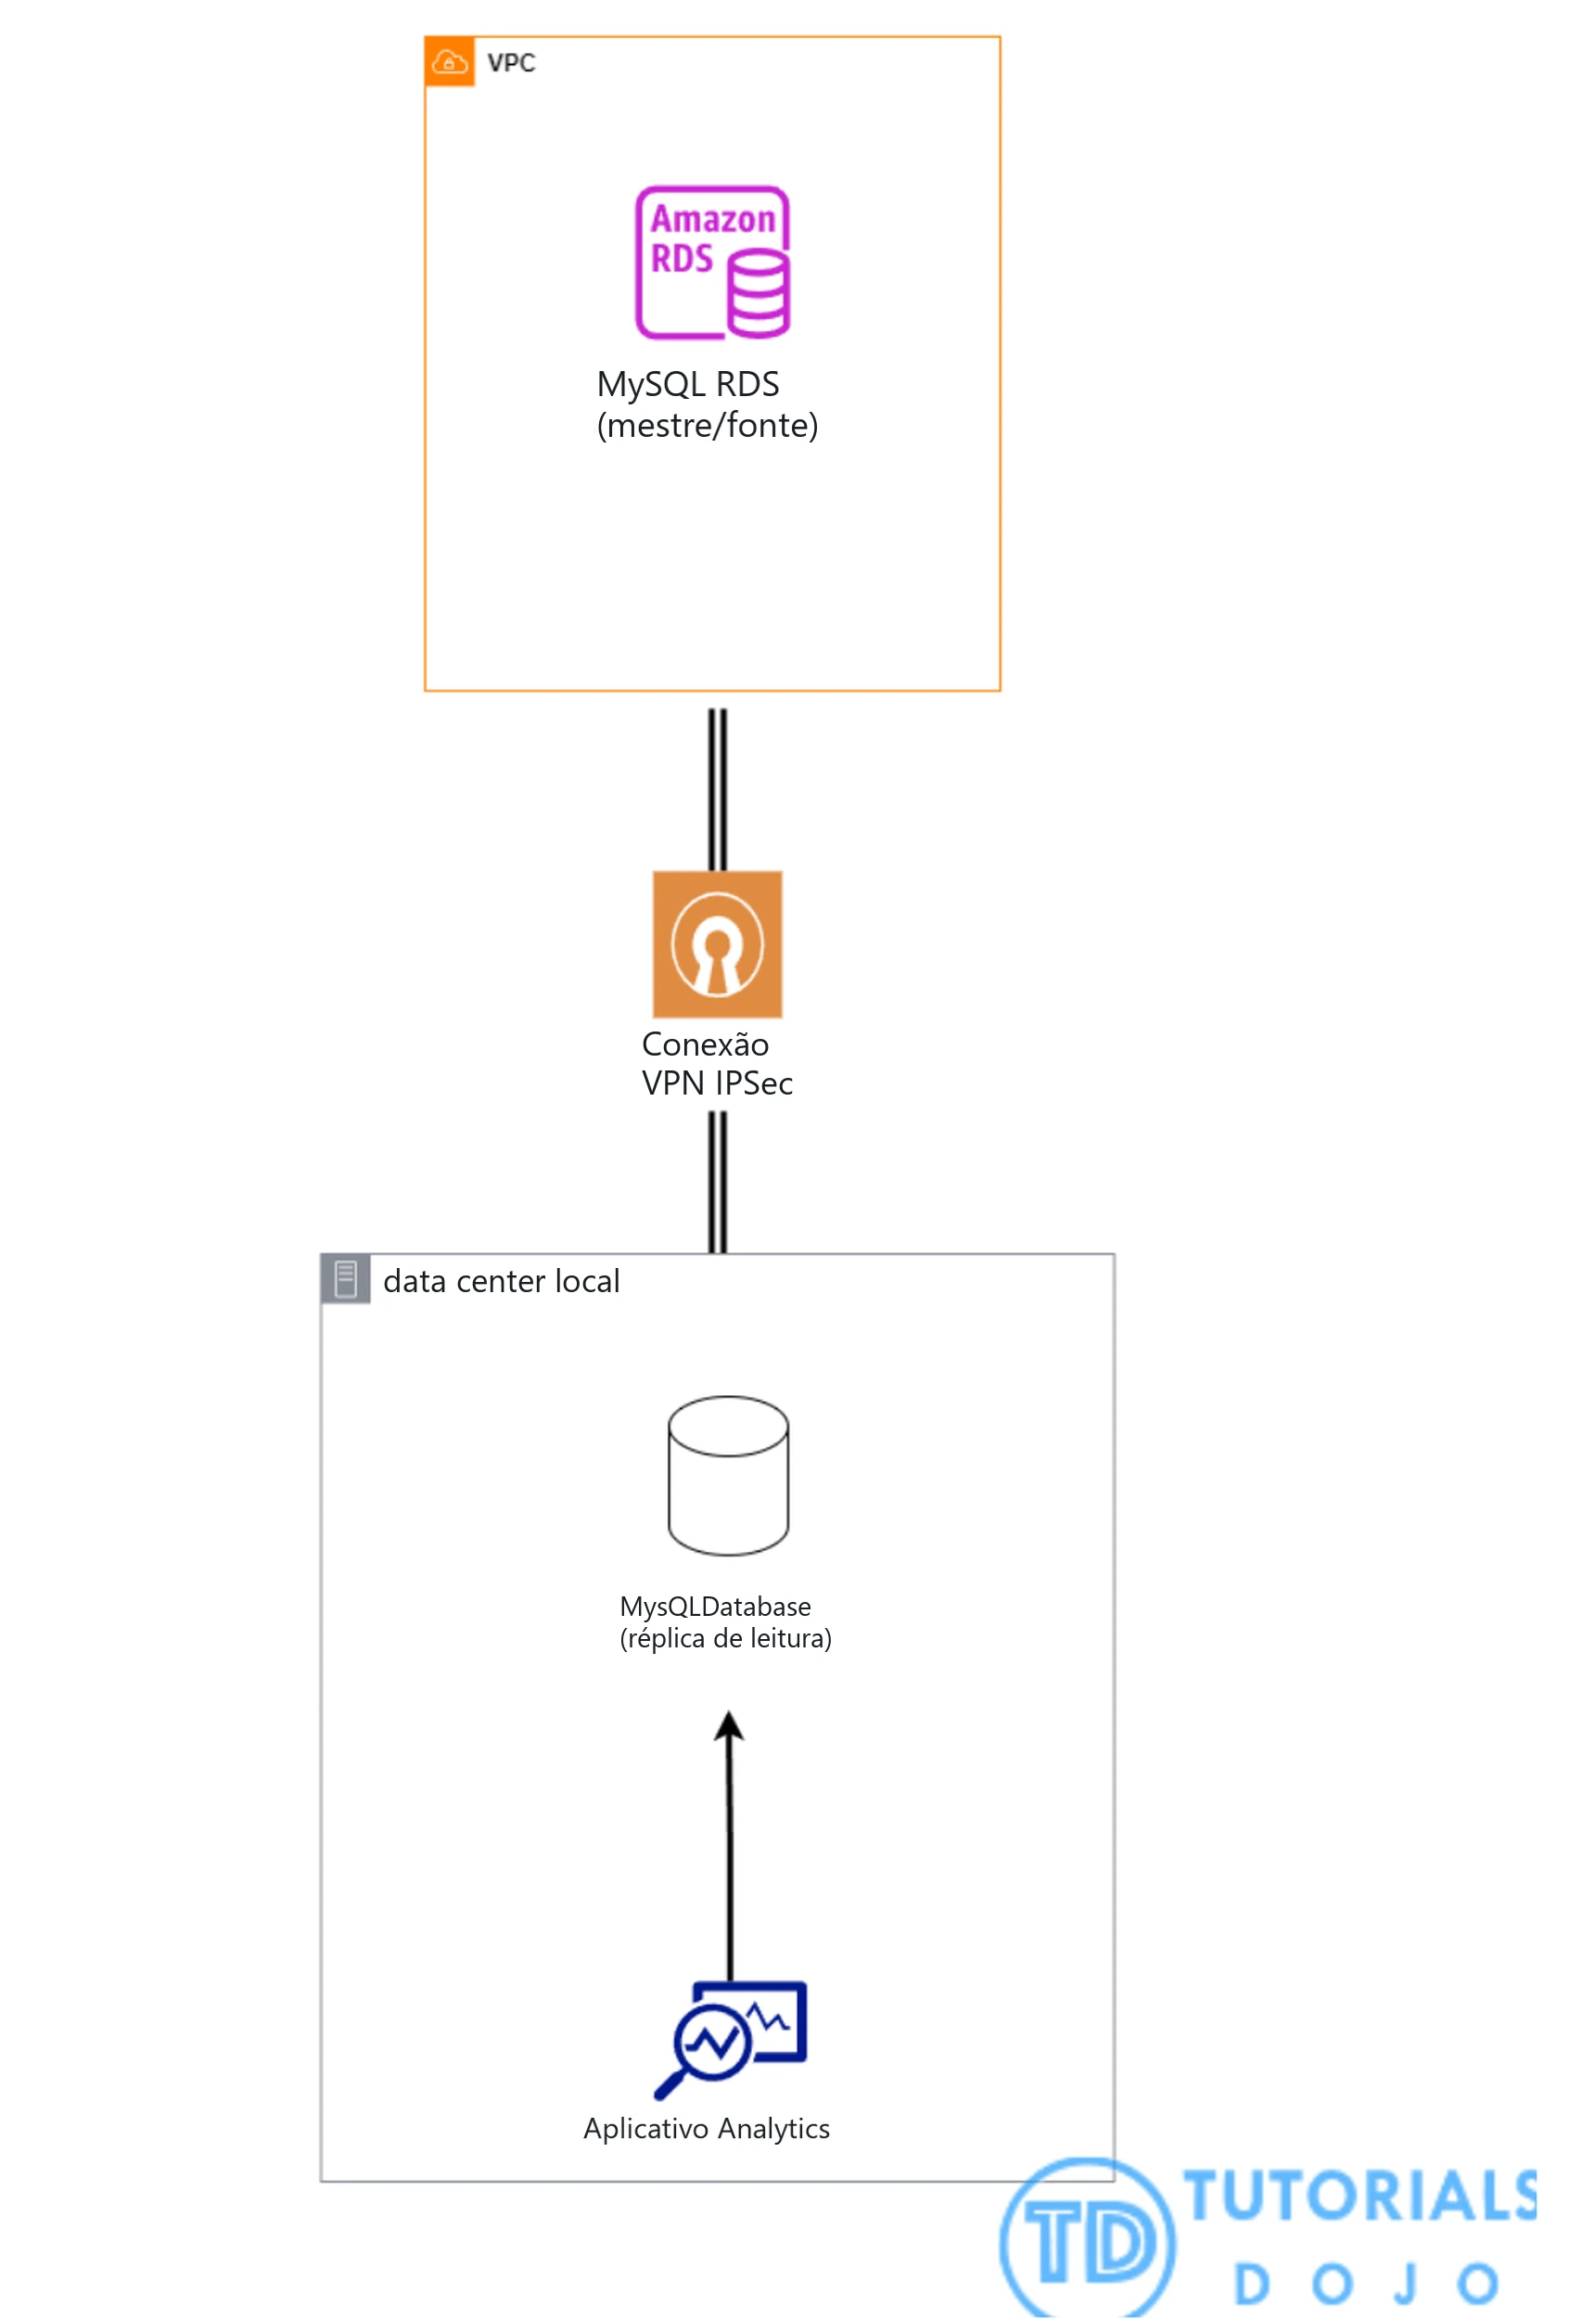 VPC
Amazon
RDS
MySQL RDS
(mestre/fonte)
Conexão
VPN IPSec
data center local
MysQLDatabase
(réplica de leitura)
Aplicativo Analytics
TD
TUTORIALS
DOJO